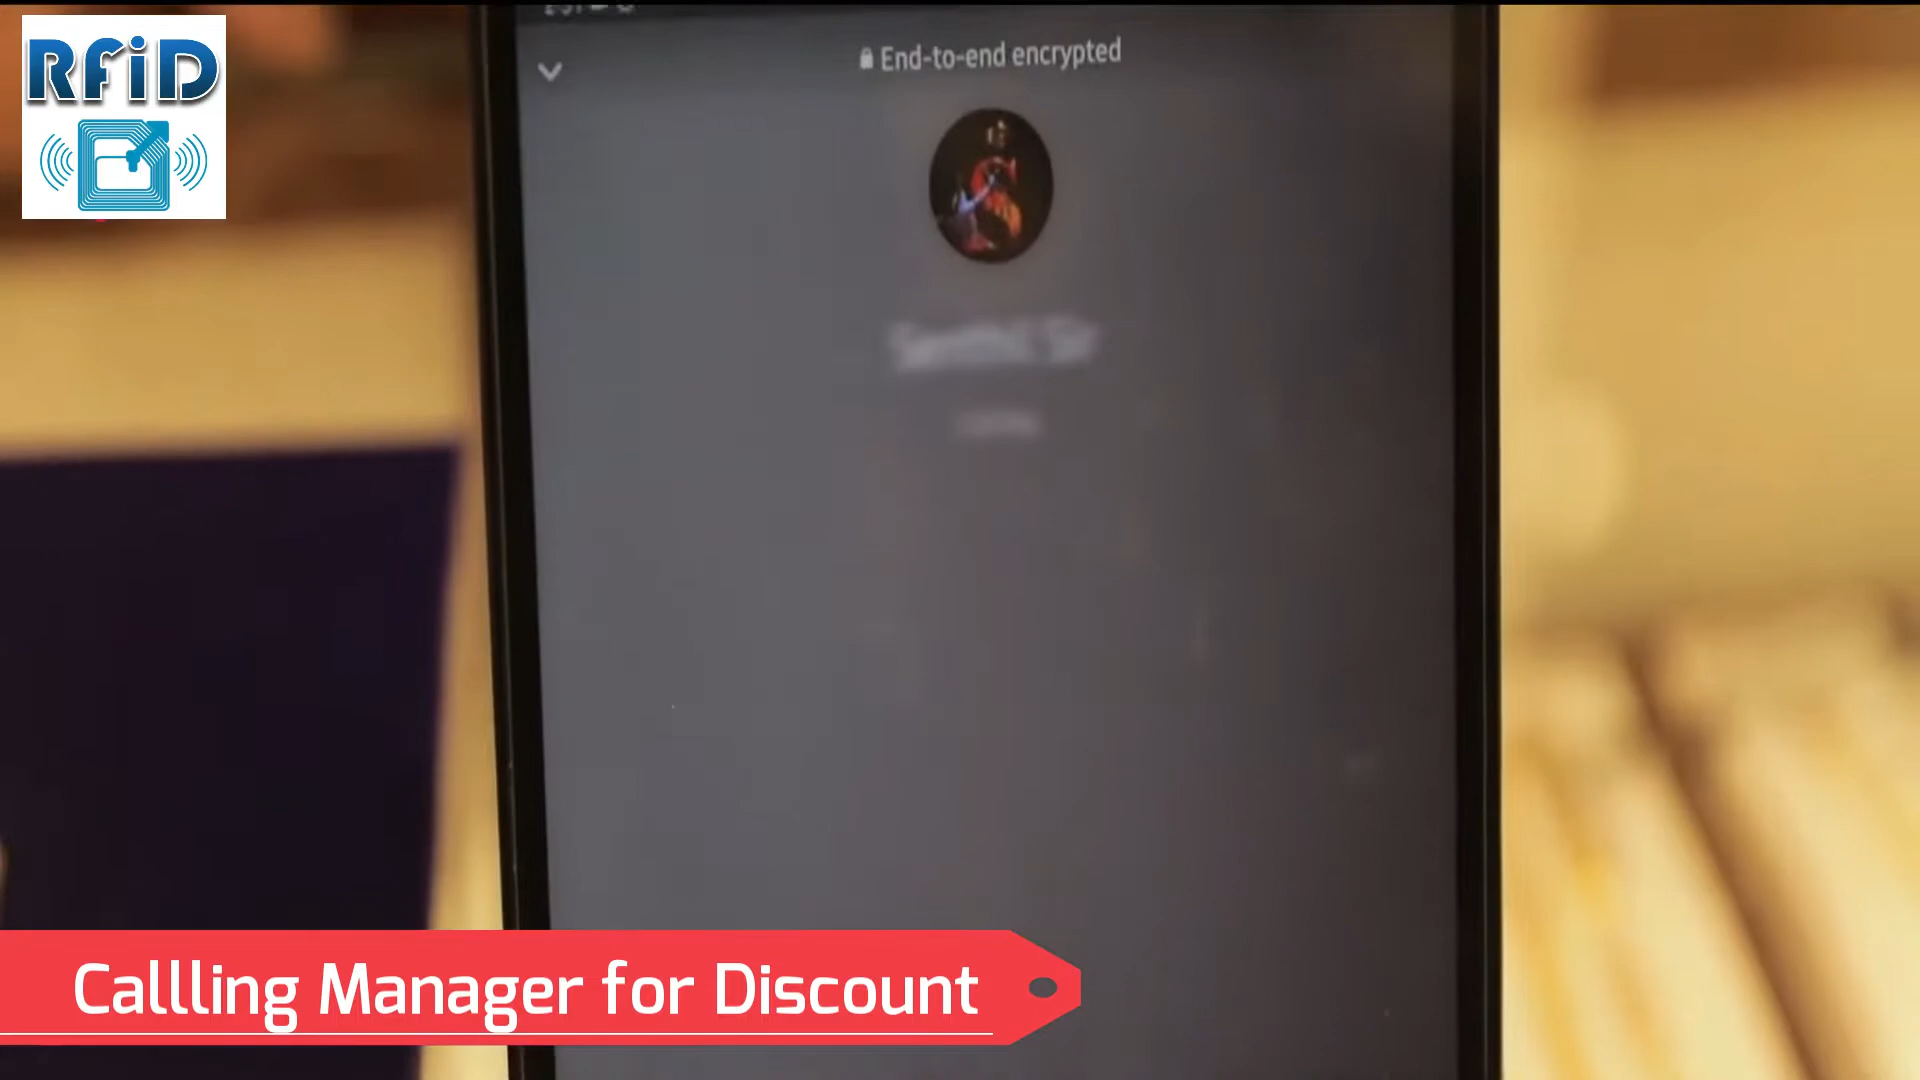 RFiD
End-to-end encrypted
Callling Manager for Discount